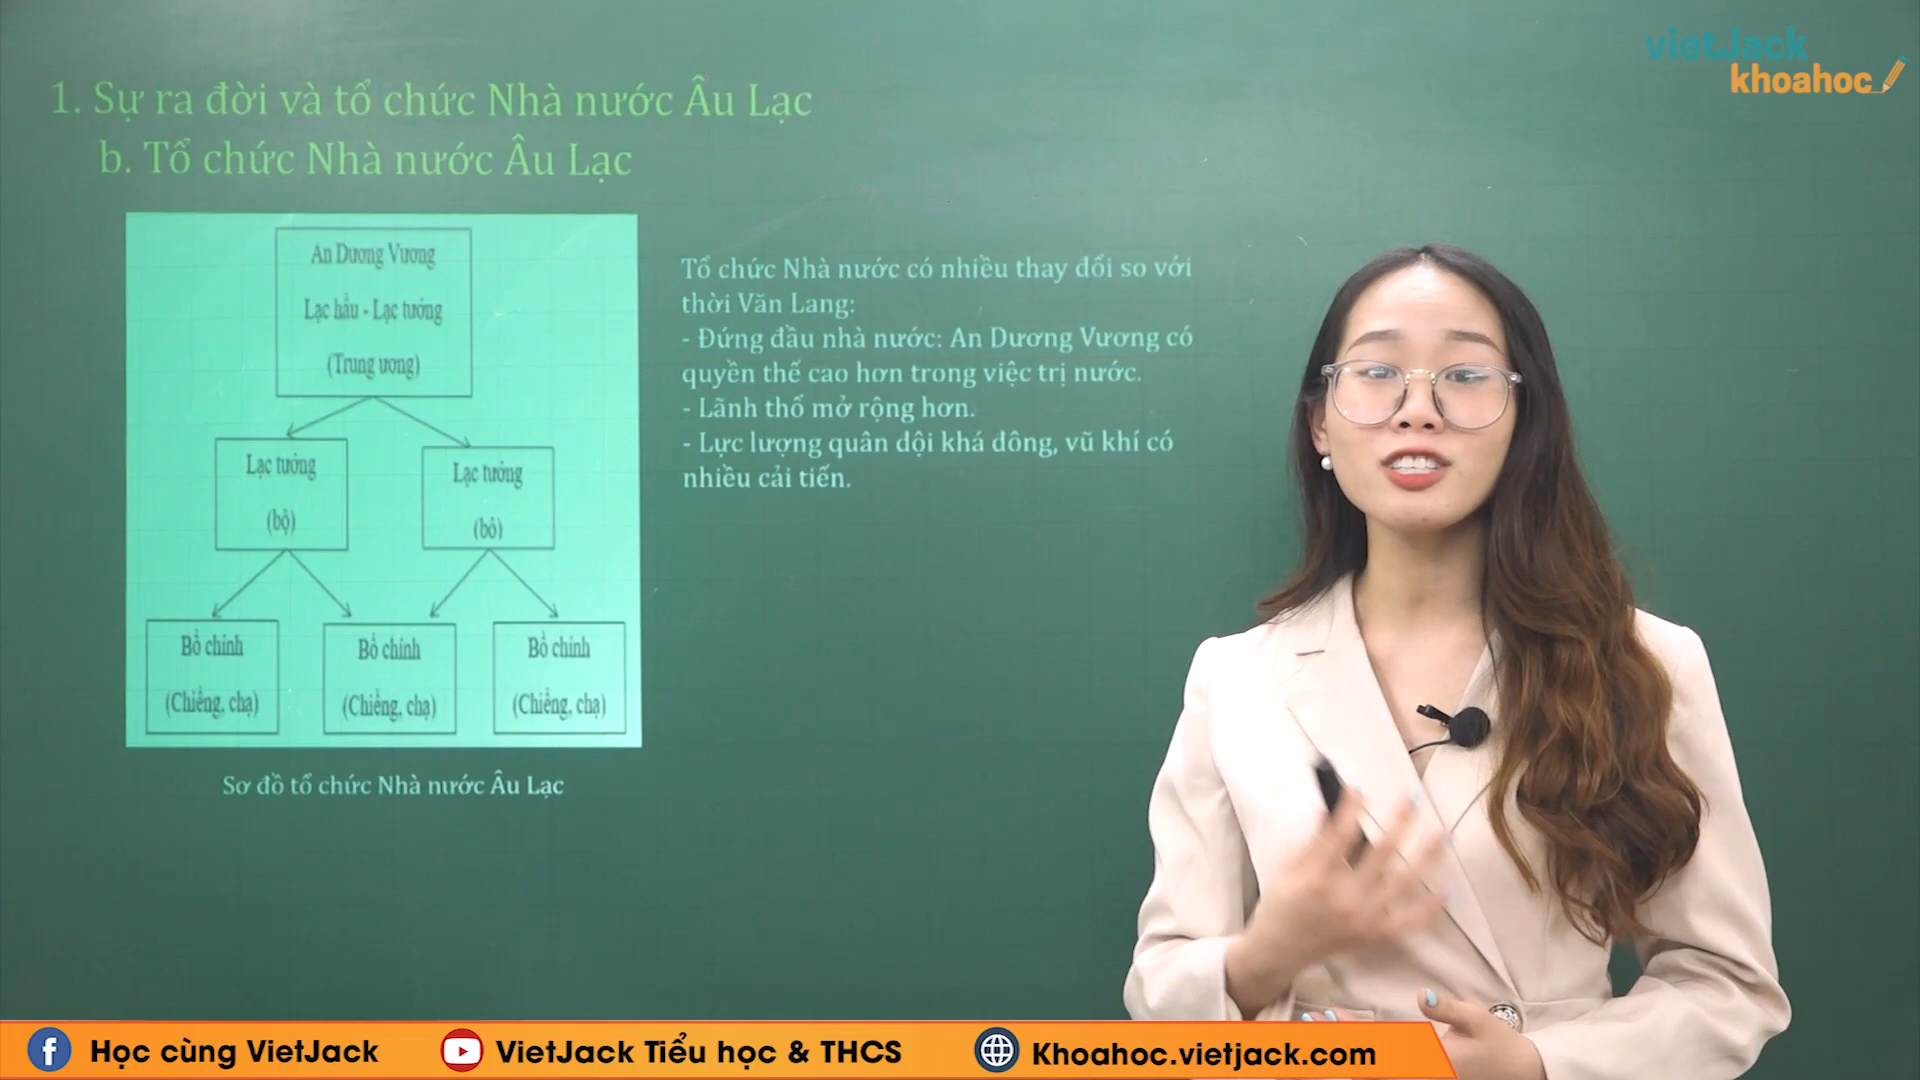 vietJack
khoahoc
1. Sự ra đời và tổ chức Nhà nước Âu Lạc
b. Tổ chức Nhà nước Âu Lạc
An Dương Vương
Lạc hầu - Lạc tướng
(Trung ương)
Lạc tướng
(bộ)
Lạc tướng
(bộ)
Bồ chính
(Chiềng, chạ)
Bồ chính
(Chiềng, chạ)
Bồ chính
(Chiềng, chạ)
Sơ đồ tổ chức Nhà nước Âu Lạc
Tổ chức Nhà nước có nhiều thay đổi so với
thời Văn Lang:
- Đứng đầu nhà nước: An Dương Vương có
quyền thế cao hơn trong việc trị nước.
- Lãnh thổ mở rộng hơn.
- Lực lượng quân dội khá đông, vũ khí có
nhiều cải tiến.
Học cùng VietJack
VietJack Tiểu học & THCS
Khoahoc.vietjack.com